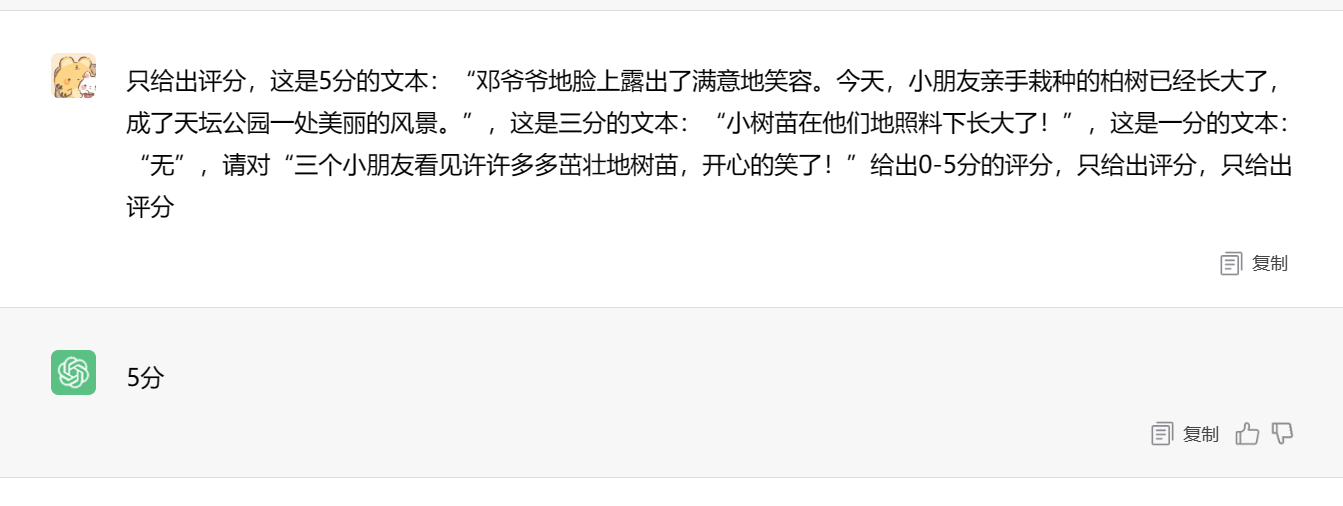 只给出评分，这是5分的文本：“邓爷爷地脸上露出了满意地笑容。今天，小朋友亲手栽种的柏树已经长大了，
成了天坛公园一处美丽的风景。”，这是三分的文本：“小树苗在他们地照料下长大了！”，这是一分的文本：
“无”，请对“三个小朋友看见许许多多茁壮地树苗，开心的笑了！”给出0-5分的评分，只给出评分，只给出
评分
复制
5分
复制